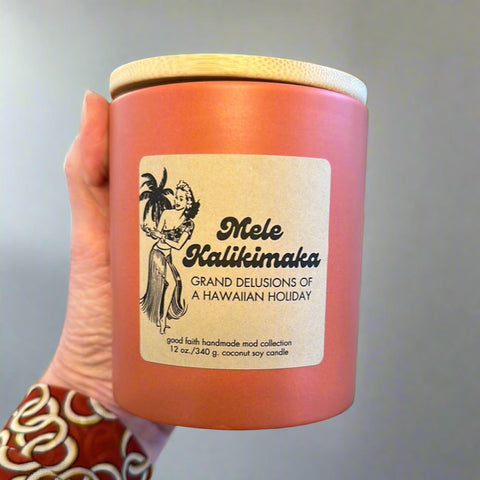 Mele
Kalikimaka
GRAND DELUSIONS OF
A HAWAIIAN HOLIDAY
good faith handmade mod collection
12 oz./340 g. coconut soy candle